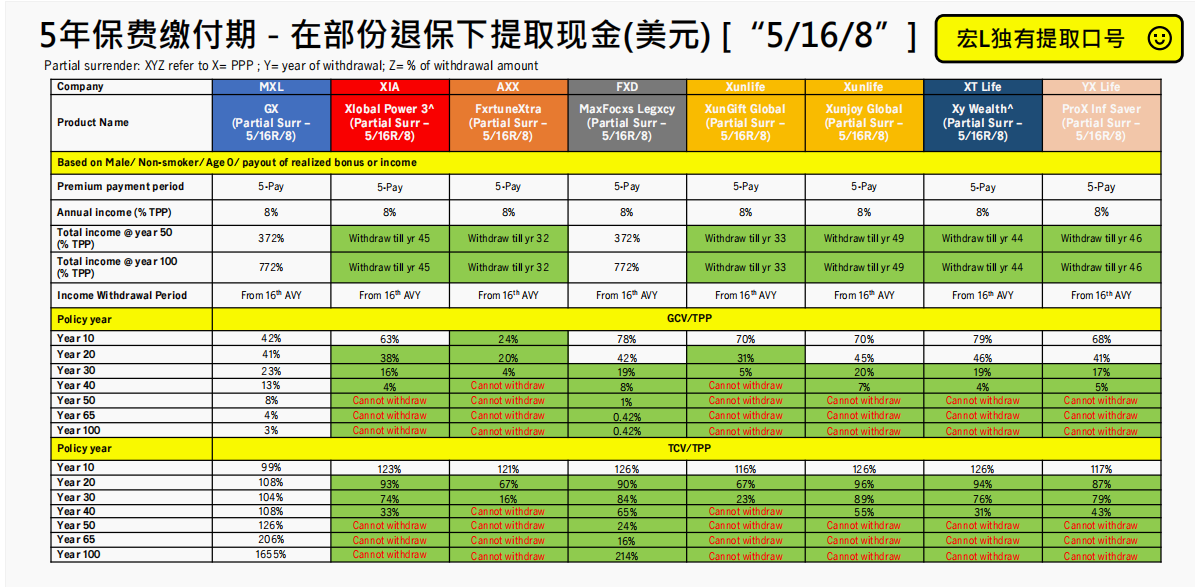 5年保费缴付期 - 在部份退保下提取现金(美元) [ “5/16/8” ]
宏L独有提取口号
Partial surrender: XYZ refer to X= PPP ; Y= year of withdrawal; Z= % of withdrawal amount
Company MXL XIA AXX FXD Xunlife Xunlife XT Life YX Life
Product Name GX (Partial Surr – 5/16R/8) Xlobal Power 3^ (Partial Surr – 5/16R/8) FxrtuneXtra (Partial Surr – 5/16R/8) MaxFocxs Legxcy (Partial Surr – 5/16R/8) XunGift Global (Partial Surr – 5/16R/8) Xunjoy Global (Partial Surr – 5/16R/8) Xy Wealth^ (Partial Surr – 5/16R/8) ProX Inf Saver (Partial Surr – 5/16R/8)
Based on Male/ Non-smoker/ Age 0/ payout of realized bonus or income
Premium payment period 5-Pay 5-Pay 5-Pay 5-Pay 5-Pay 5-Pay 5-Pay 5-Pay
Annual income (% TPP) 8% 8% 8% 8% 8% 8% 8% 8%
Total income @ year 50 (% TPP) 372% Withdraw till yr 45 Withdraw till yr 32 372% Withdraw till yr 33 Withdraw till yr 49 Withdraw till yr 44 Withdraw till yr 46
Total income @ year 100 (% TPP) 772% Withdraw till yr 45 Withdraw till yr 32 772% Withdraw till yr 33 Withdraw till yr 49 Withdraw till yr 44 Withdraw till yr 46
Income Withdrawal Period From 16th AVY From 16th AVY From 16th AVY From 16th AVY From 16th AVY From 16th AVY From 16th AVY From 16th AVY
Policy year GCV/TPP
Year 10 42% 63% 24% 78% 70% 70% 79% 68%
Year 20 41% 38% 20% 42% 31% 45% 46% 41%
Year 30 23% 16% 4% 19% 5% 20% 19% 17%
Year 40 13% 4% Cannot withdraw 8% Cannot withdraw 7% 4% 5%
Year 50 8% Cannot withdraw Cannot withdraw 1% Cannot withdraw Cannot withdraw Cannot withdraw Cannot withdraw
Year 65 4% Cannot withdraw Cannot withdraw 0.42% Cannot withdraw Cannot withdraw Cannot withdraw Cannot withdraw
Year 100 3% Cannot withdraw Cannot withdraw 0.42% Cannot withdraw Cannot withdraw Cannot withdraw Cannot withdraw
Policy year TCV/TPP
Year 10 99% 123% 121% 126% 116% 126% 126% 117%
Year 20 108% 93% 67% 90% 67% 96% 94% 87%
Year 30 104% 74% 16% 84% 23% 89% 76% 79%
Year 40 108% 33% Cannot withdraw 65% Cannot withdraw 55% 31% 43%
Year 50 126% Cannot withdraw Cannot withdraw 24% Cannot withdraw Cannot withdraw Cannot withdraw Cannot withdraw
Year 65 206% Cannot withdraw Cannot withdraw 16% Cannot withdraw Cannot withdraw Cannot withdraw Cannot withdraw
Year 100 1655% Cannot withdraw Cannot withdraw 214% Cannot withdraw Cannot withdraw Cannot withdraw Cannot withdraw